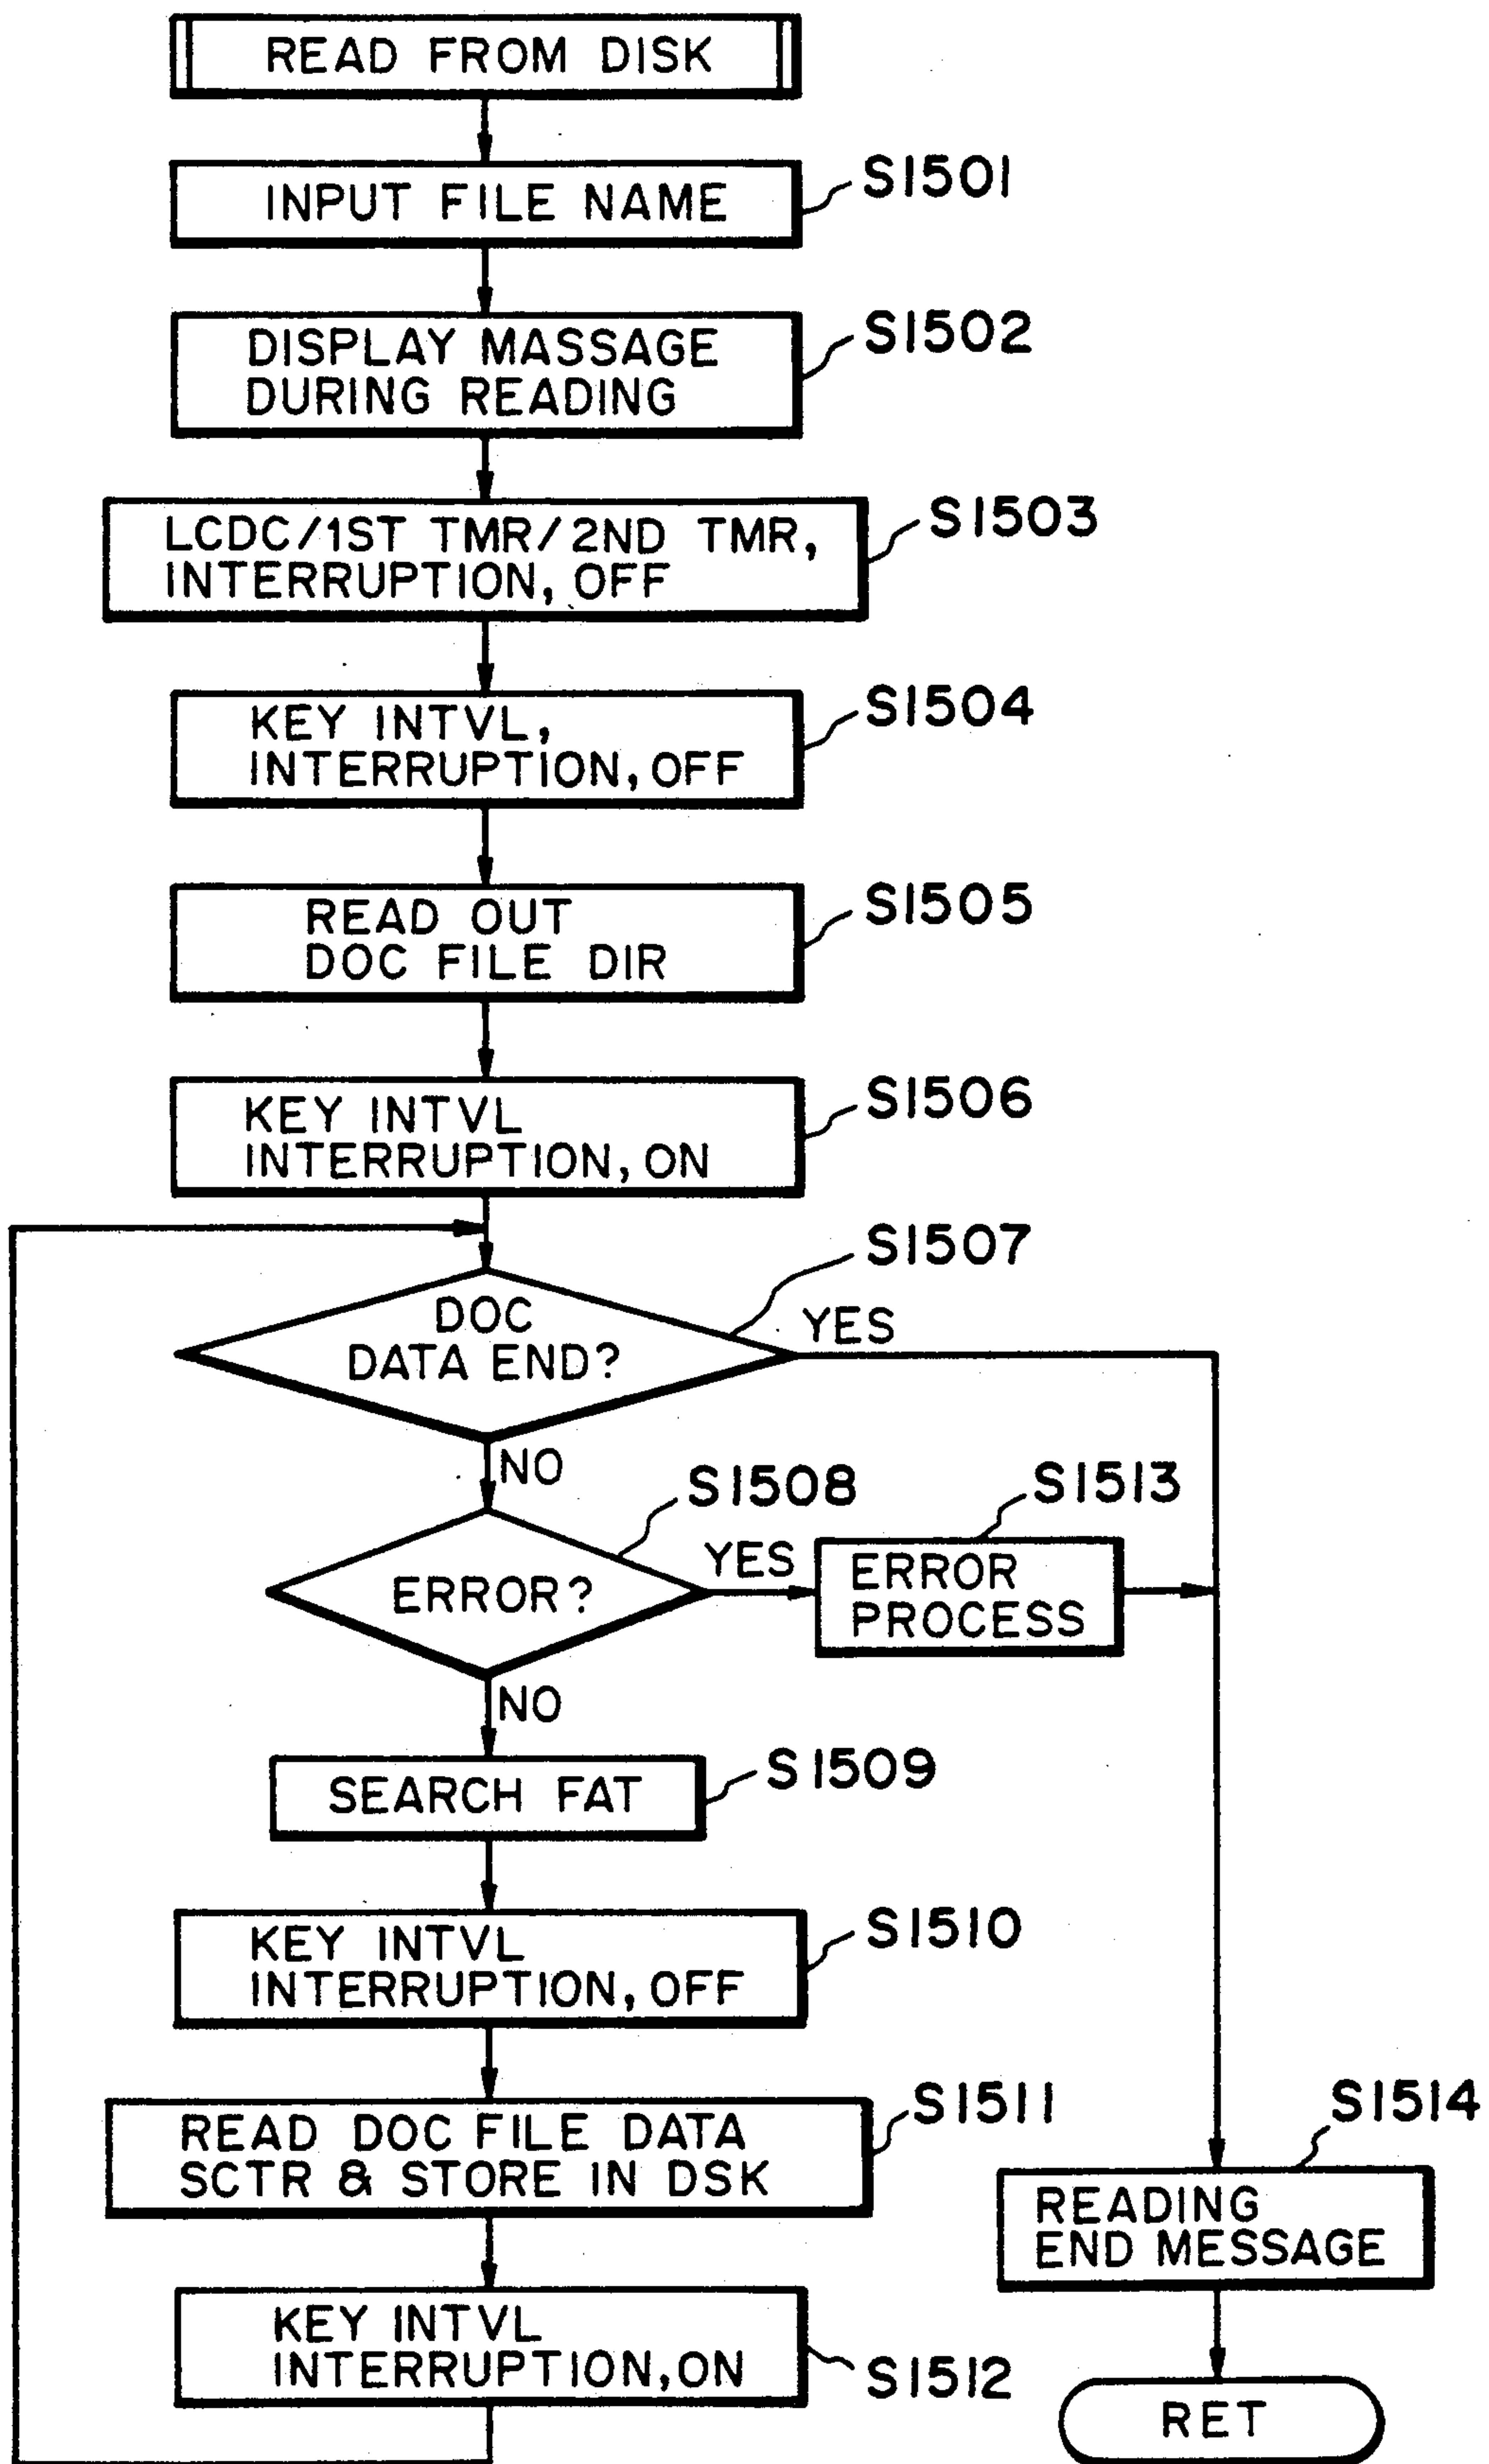 READ FROM DISK
INPUT FILE NAME
S1501
DISPLAY MASSAGE
DURING READING
S1502
LCDC/1ST TMR/2ND TMR,
INTERRUPTION, OFF
S1503
KEY INTVL,
INTERRUPTION, OFF
S1504
READ OUT
DOC FILE DIR
S1505
KEY INTVL
INTERRUPTION, ON
S1506
DOC
DATA END?
S1507
YES
NO
ERROR?
S1508
YES
ERROR
PROCESS
S1513
NO
SEARCH FAT
S1509
KEY INTVL
INTERRUPTION, OFF
S1510
READ DOC FILE DATA
SCTR & STORE IN DSK
S1511
KEY INTVL
INTERRUPTION, ON
S1512
READING
END MESSAGE
S1514
RET